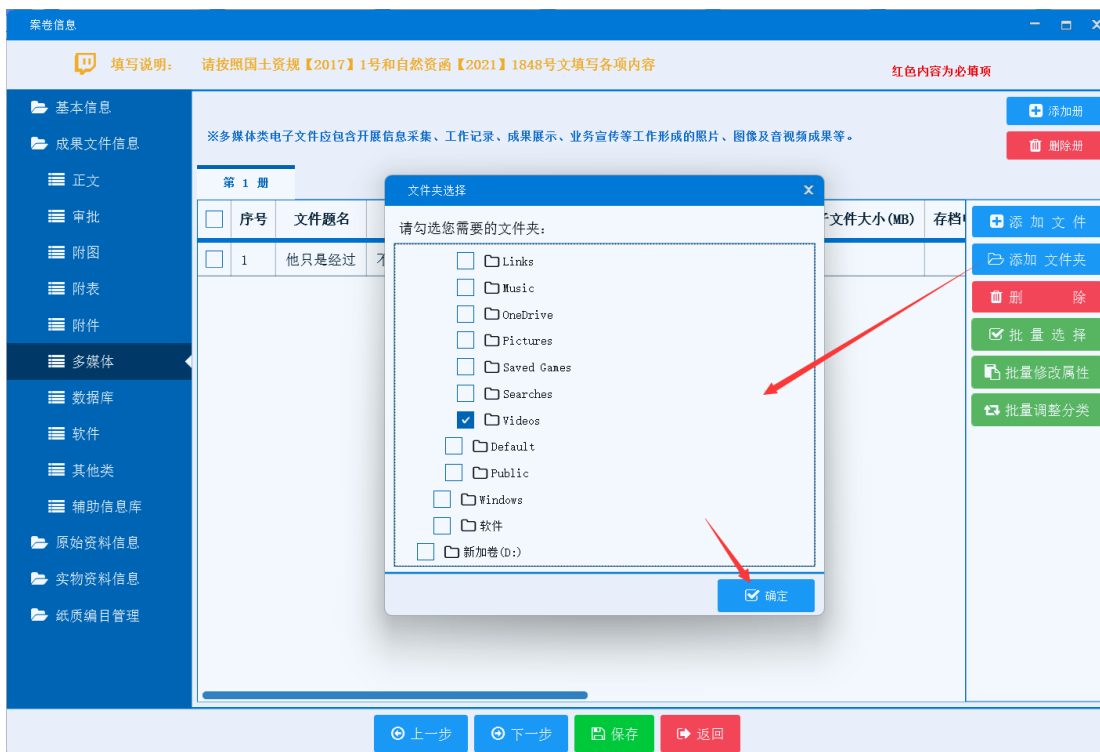 案卷信息
填写说明： 请按照国土资规【2017】1号和自然资函【2021】1848号文填写各项内容
红色内容为必填项
基本信息
成果文件信息
正文
审批
附图
附表
附件
多媒体
数据库
软件
其他类
辅助信息库
原始资料信息
实物资料信息
纸质编目管理
添加册
删除册
※多媒体类电子文件应包含开展信息采集、工作记录、成果展示、业务宣传等工作形成的照片、图像及音视频成果等。
第 1 册
序号 文件题名 文件大小(MB) 存档
1 他只是经过
添 加 文 件
添加 文件夹
删 除
批 量 选 择
批量修改属性
批量调整分类
文件夹选择
请勾选您需要的文件夹：
Links
Music
OneDrive
Pictures
Saved Games
Searches
Videos
Default
Public
Windows
软件
新加卷(D:)
确定
上一步 下一步 保存 返回